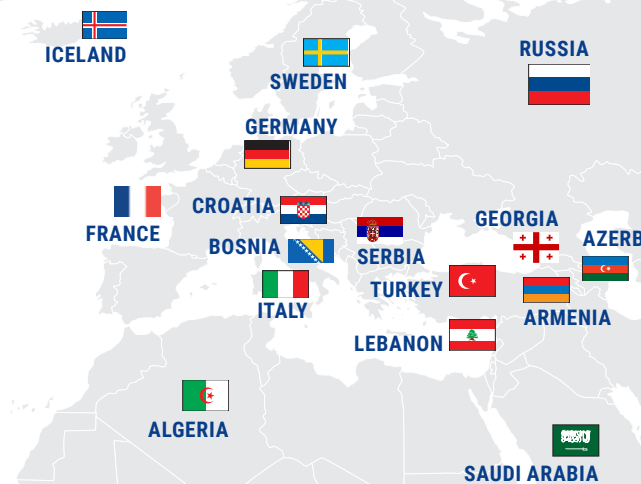 ICELAND
RUSSIA
SWEDEN
GERMANY
CROATIA
GEORGIA
FRANCE
BOSNIA
AZERB
SERBIA
TURKEY
ITALY
ARMENIA
LEBANON
ALGERIA
SAUDI ARABIA